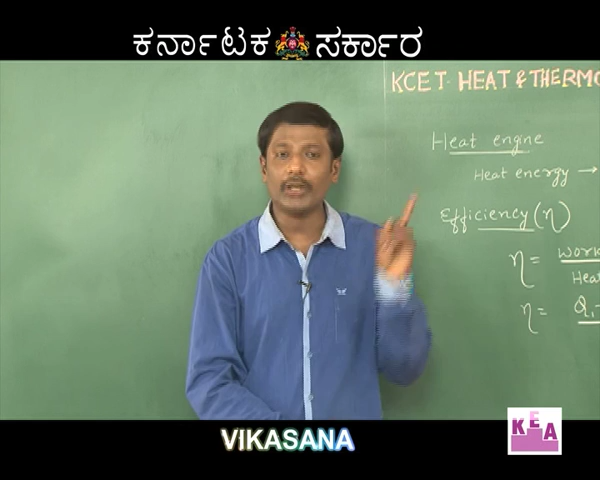 ಕರ್ನಾಟಕ ಸರ್ಕಾರ
KCET HEAT & THERMO
Heat engine
Heat energy →
Efficiency (η)
η = WORK
Heat
η = Q₁-
VIKASANA
KEA